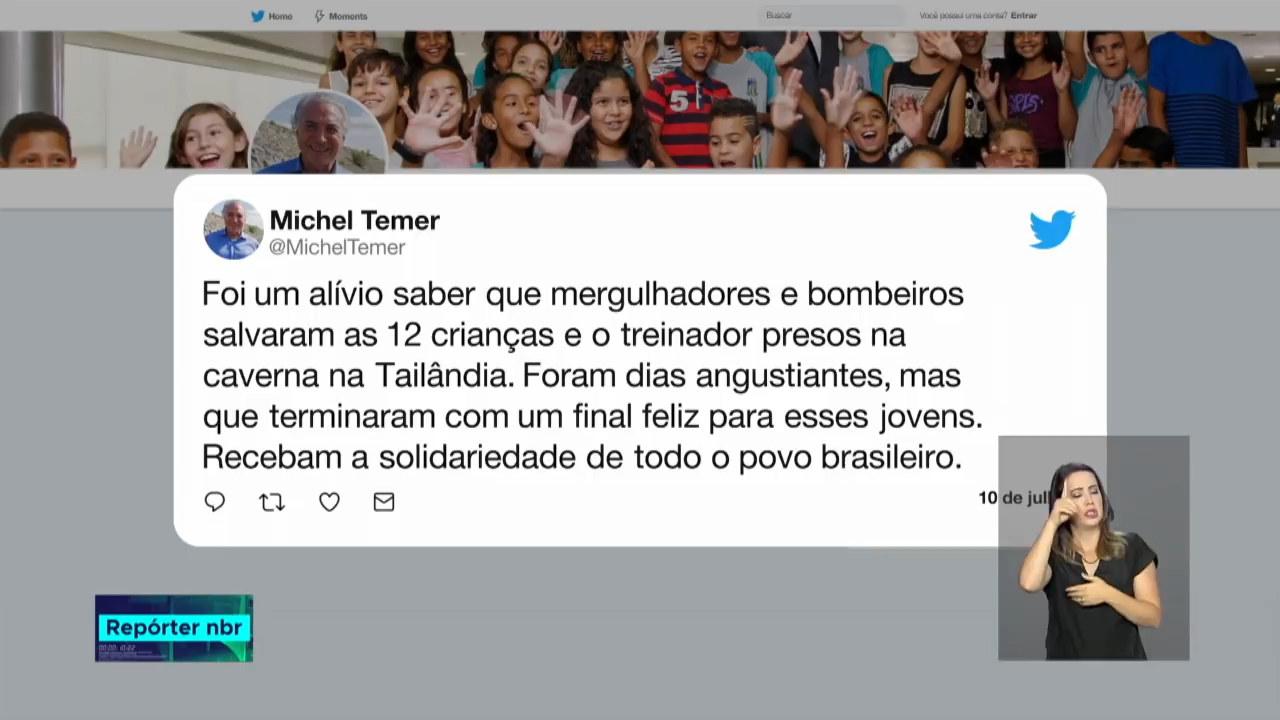 Home
Moments
Buscar
Você possui uma conta? Entrar
5
Michel Temer
@MichelTemer
Foi um alívio saber que mergulhadores e bombeiros
salvaram as 12 crianças e o treinador presos na
caverna na Tailândia. Foram dias angustiantes, mas
que terminaram com um final feliz para esses jovens.
Recebam a solidariedade de todo o povo brasileiro.
10 de jul
Repórter nbr